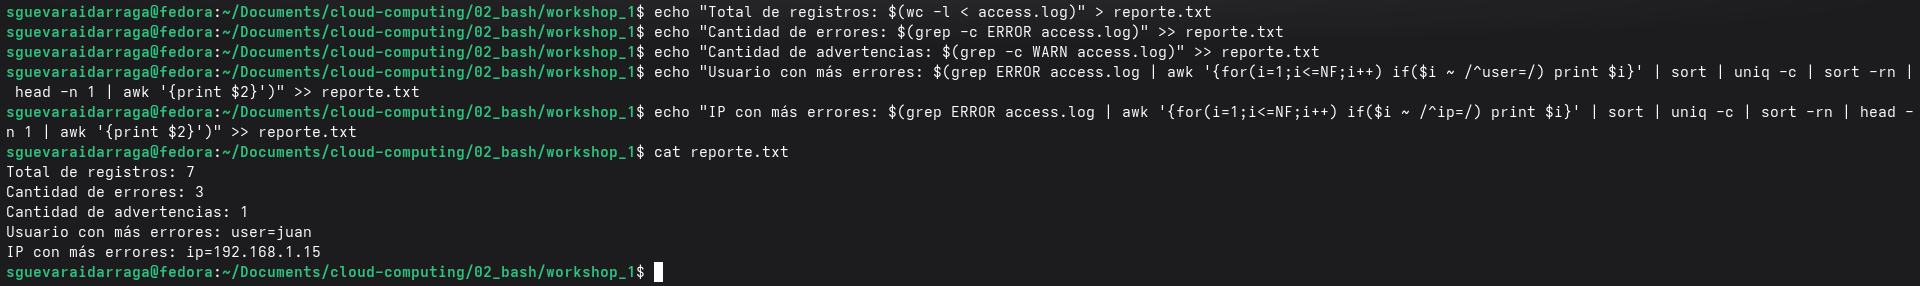 sguevaraidarraga@fedora:~/Documents/cloud-computing/02_bash/workshop_1$ echo "Total de registros: $(wc -l < access.log)" > reporte.txt
sguevaraidarraga@fedora:~/Documents/cloud-computing/02_bash/workshop_1$ echo "Cantidad de errores: $(grep -c ERROR access.log)" >> reporte.txt
sguevaraidarraga@fedora:~/Documents/cloud-computing/02_bash/workshop_1$ echo "Cantidad de advertencias: $(grep -c WARN access.log)" >> reporte.txt
sguevaraidarraga@fedora:~/Documents/cloud-computing/02_bash/workshop_1$ echo "Usuario con más errores: $(grep ERROR access.log | awk '{for(i=1;i<=NF;i++) if($i ~ /^user=/) print $i}' | sort | uniq -c | sort -rn |
 head -n 1 | awk '{print $2}')" >> reporte.txt
sguevaraidarraga@fedora:~/Documents/cloud-computing/02_bash/workshop_1$ echo "IP con más errores: $(grep ERROR access.log | awk '{for(i=1;i<=NF;i++) if($i ~ /^ip=/) print $i}' | sort | uniq -c | sort -rn | head -
n 1 | awk '{print $2}')" >> reporte.txt
sguevaraidarraga@fedora:~/Documents/cloud-computing/02_bash/workshop_1$ cat reporte.txt
Total de registros: 7
Cantidad de errores: 3
Cantidad de advertencias: 1
Usuario con más errores: user=juan
IP con más errores: ip=192.168.1.15
sguevaraidarraga@fedora:~/Documents/cloud-computing/02_bash/workshop_1$